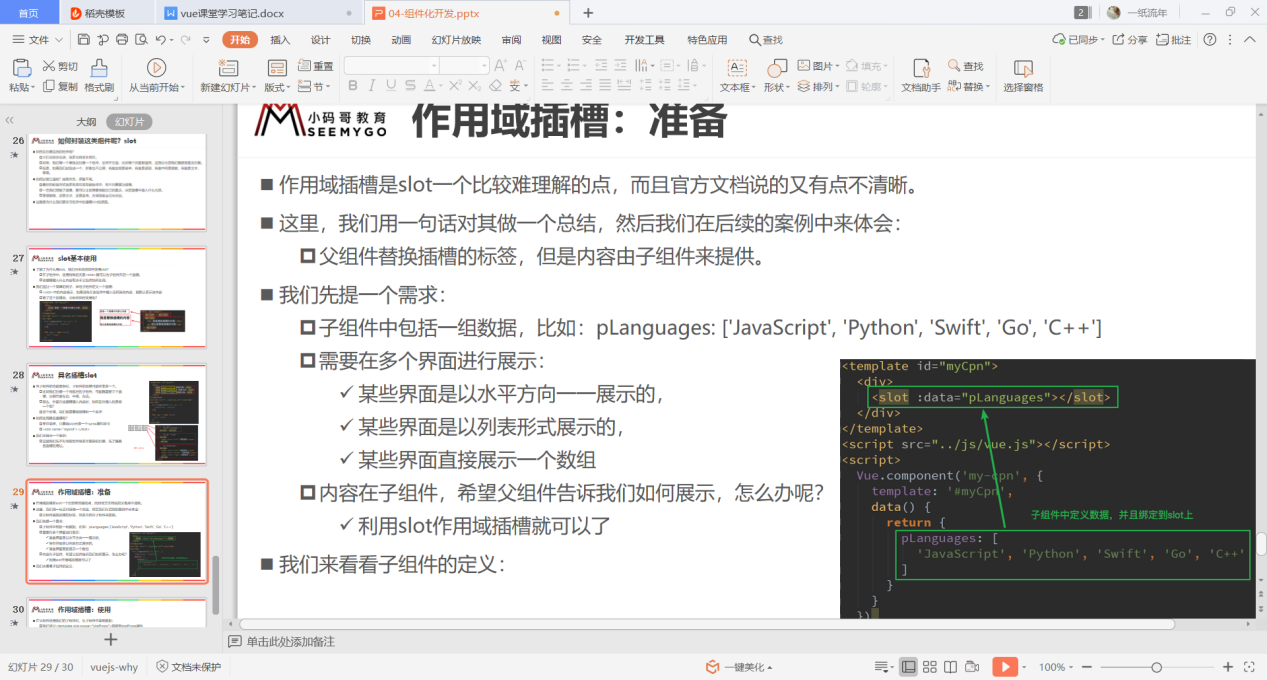 首页
稻壳模板
vue课堂学习笔记.docx
04-组件化开发.pptx
2
一纸流年
文件
开始
插入
设计
切换
动画
幻灯片放映
审阅
视图
安全
开发工具
特色应用
查找
已同步
分享
批注
粘贴
剪切
复制
格式刷
从当前开始
新建幻灯片
版式
重置
节
文本框
形状
图片
排列
填充
轮廓
文档助手
查找
替换
选择窗格
大纲
幻灯片
26
如何封装这类组件呢？slot
27
slot基本使用
28
具名插槽slot
29
作用域插槽：准备
30
作用域插槽：使用
小码哥教育
SEEMYGO
作用域插槽：准备
作用域插槽是slot一个比较难理解的点，而且官方文档说的又有点不清晰。
这里，我们用一句话对其做一个总结，然后我们在后续的案例中来体会：
父组件替换插槽的标签，但是内容由子组件来提供。
我们先提一个需求：
子组件中包括一组数据，比如：pLanguages: ['JavaScript', 'Python', 'Swift', 'Go', 'C++']
需要在多个界面进行展示：
某些界面是以水平方向一一展示的，
某些界面是以列表形式展示的，
某些界面直接展示一个数组
内容在子组件，希望父组件告诉我们如何展示，怎么办呢？
利用slot作用域插槽就可以了
我们来看看子组件的定义：
<template id="myCpn">
<div>
<slot :data="pLanguages"></slot>
</div>
</template>
<script src="../js/vue.js"></script>
<script>
Vue.component('my-cpn', {
template: '#myCpn',
data() {
return {
pLanguages: [
'JavaScript', 'Python', 'Swift', 'Go', 'C++'
]
}
}
})
子组件中定义数据，并且绑定到slot上
单击此处添加备注
幻灯片 29 / 30
vuejs-why
文档未保护
一键美化
100%